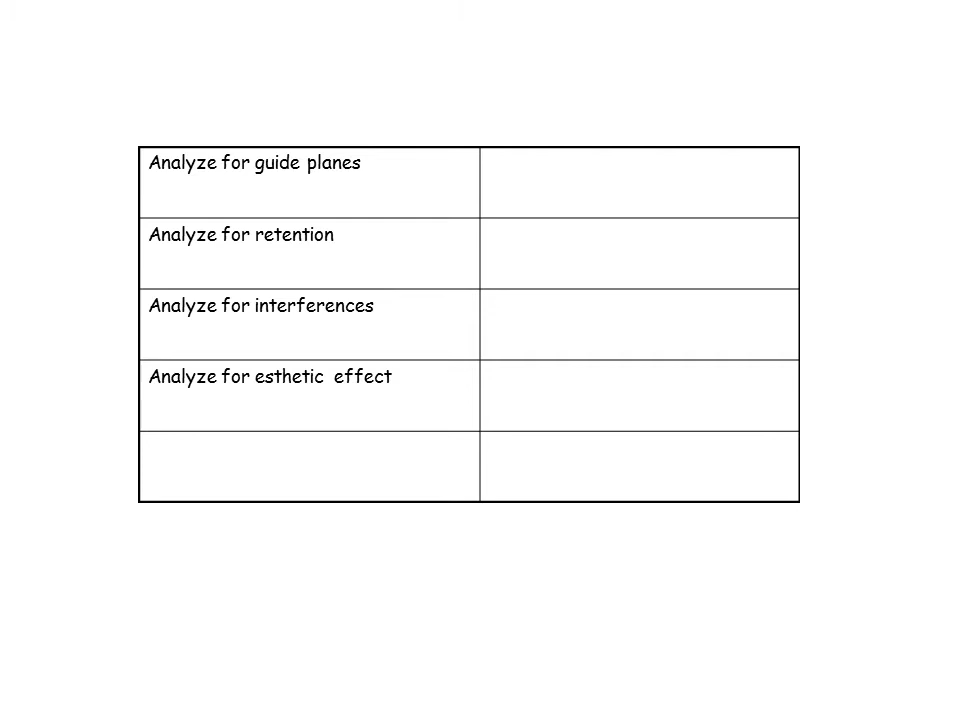 Analyze for guide planes
Analyze for retention
Analyze for interferences
Analyze for esthetic effect